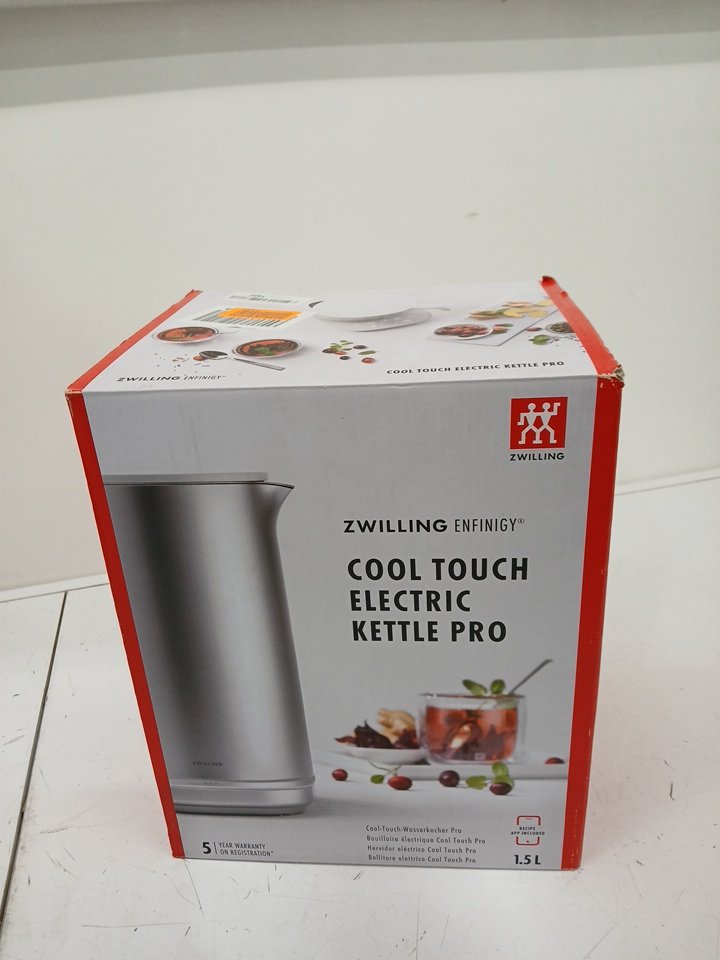 ZWILLING ENFINIGY®
COOL TOUCH ELECTRIC KETTLE PRO
ZWILLING
ZWILLING ENFINIGY®
COOL TOUCH
ELECTRIC
KETTLE PRO
ZWILLING
5 YEAR WARRANTY
ON REGISTRATION*
Cool-Touch-Wasserkocher Pro
Bouilloire électrique Cool Touch Pro
Hervidor eléctrico Cool Touch Pro
Bollitore elettrico Cool Touch Pro
RECIPE
APP INCLUDED
1.5 L